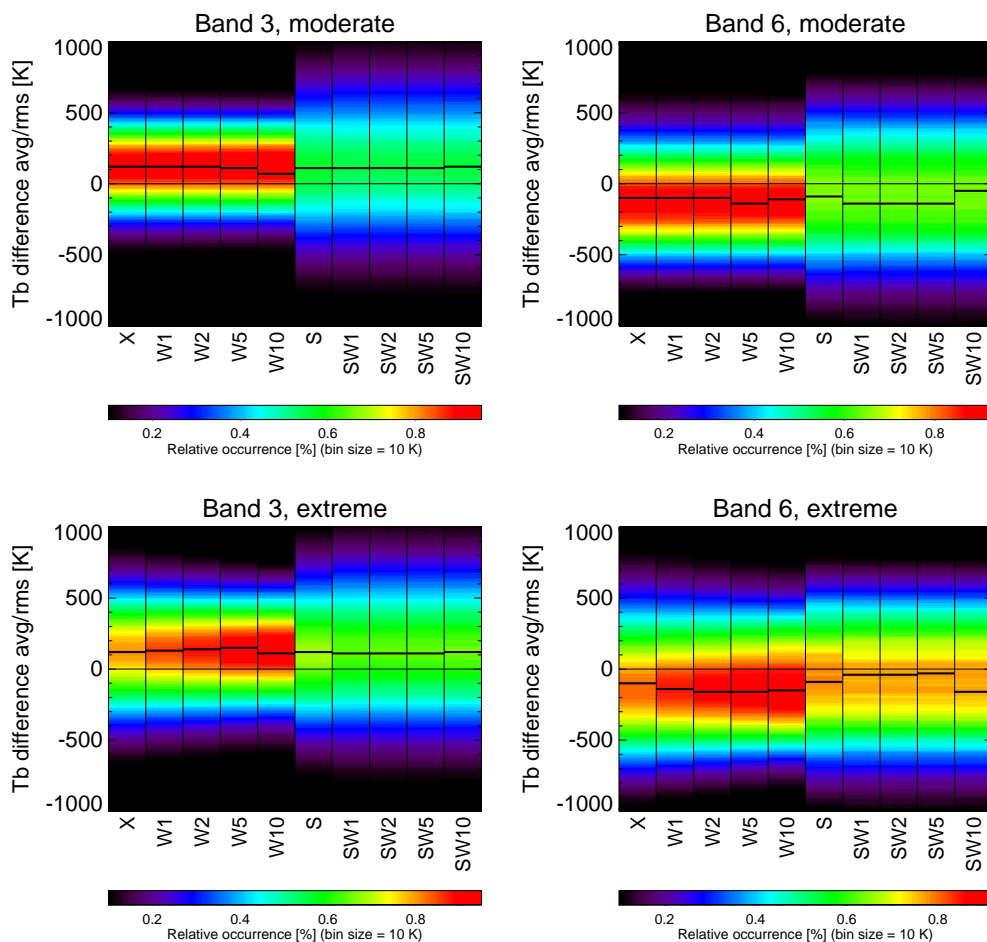 Band 3, moderate
Tb difference avg/rms [K]
1000
500
0
-500
-1000
X W1 W2 W5 W10 S SW1 SW2 SW5 SW10
0.2 0.4 0.6 0.8
Relative occurrence [%] (bin size = 10 K)
Band 6, moderate
Tb difference avg/rms [K]
1000
500
0
-500
-1000
X W1 W2 W5 W10 S SW1 SW2 SW5 SW10
0.2 0.4 0.6 0.8
Relative occurrence [%] (bin size = 10 K)
Band 3, extreme
Tb difference avg/rms [K]
1000
500
0
-500
-1000
X W1 W2 W5 W10 S SW1 SW2 SW5 SW10
0.2 0.4 0.6 0.8
Relative occurrence [%] (bin size = 10 K)
Band 6, extreme
Tb difference avg/rms [K]
1000
500
0
-500
-1000
X W1 W2 W5 W10 S SW1 SW2 SW5 SW10
0.2 0.4 0.6 0.8
Relative occurrence [%] (bin size = 10 K)